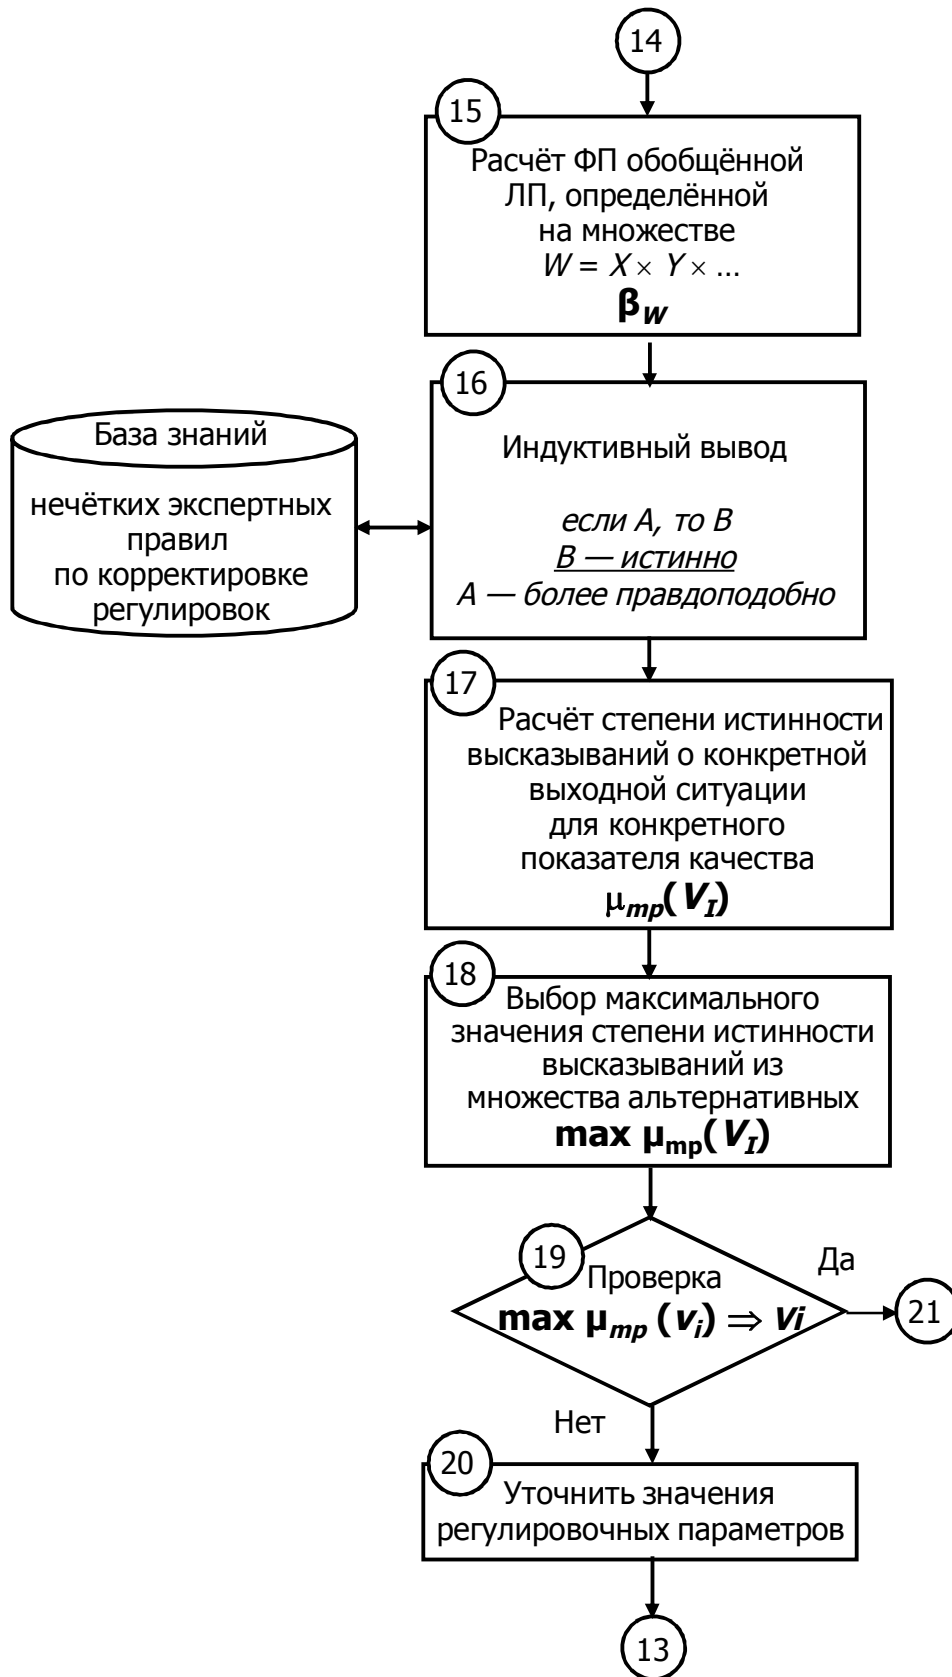 14
15
Расчёт ФП обобщённой
ЛП, определённой
на множестве
W = X × Y × ...
β_W
16
Индуктивный вывод
если A, то B
B — истинно
A — более правдоподобно
База знаний
нечётких экспертных
правил
по корректировке
регулировок
17
Расчёт степени истинности
высказываний о конкретной
выходной ситуации
для конкретного
показателя качества
μ_mp(V_I)
18
Выбор максимального
значения степени истинности
высказываний из
множества альтернативных
max μ_mp(V_I)
19
Проверка
max μ_mp (v_i) ⇒ Vi
Да
21
Нет
20
Уточнить значения
регулировочных параметров
13